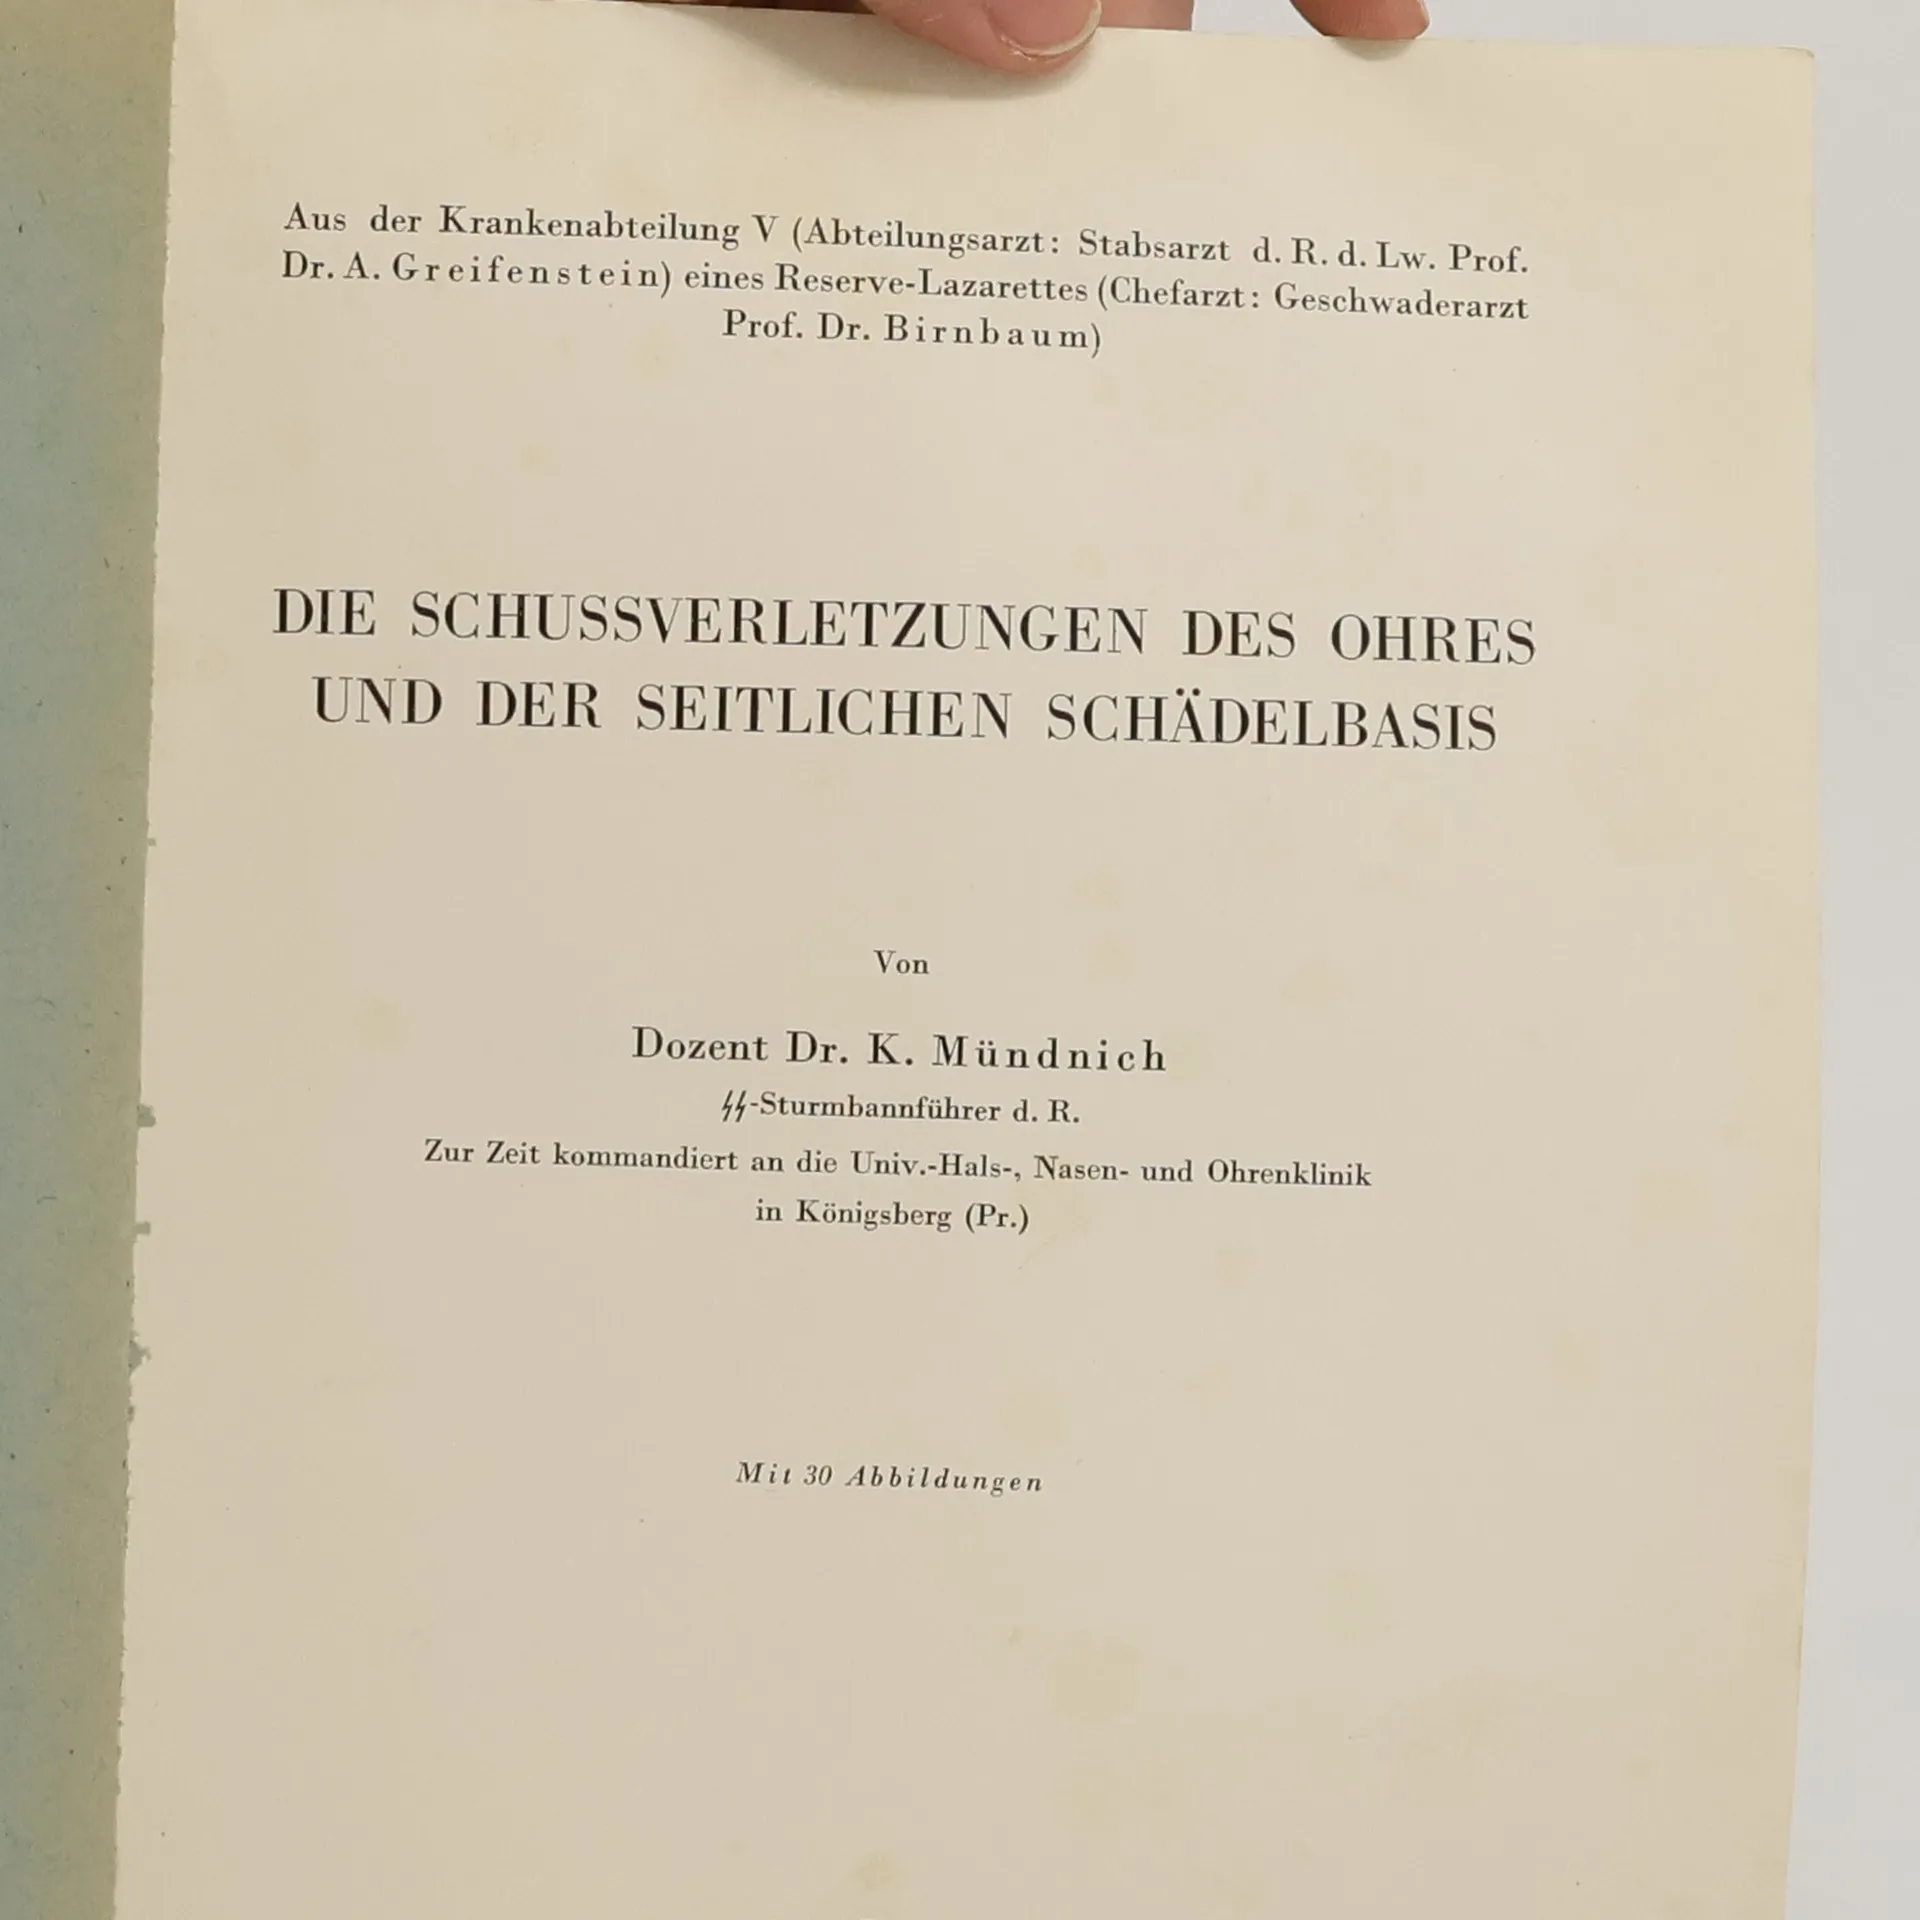 Aus der Krankenabteilung V (Abteilungsarzt: Stabsarzt d. R. d. Lw. Prof.
Dr. A. Greifenstein) eines Reserve-Lazarettes (Chefarzt: Geschwaderarzt
Prof. Dr. Birnbaum)
DIE SCHUSSVERLETZUNGEN DES OHRES
UND DER SEITLICHEN SCHÄDELBASIS
Von
Dozent Dr. K. Mündnich
ϟϟ-Sturmbannführer d. R.
Zur Zeit kommandiert an die Univ.-Hals-, Nasen- und Ohrenklinik
in Königsberg (Pr.)
Mit 30 Abbildungen